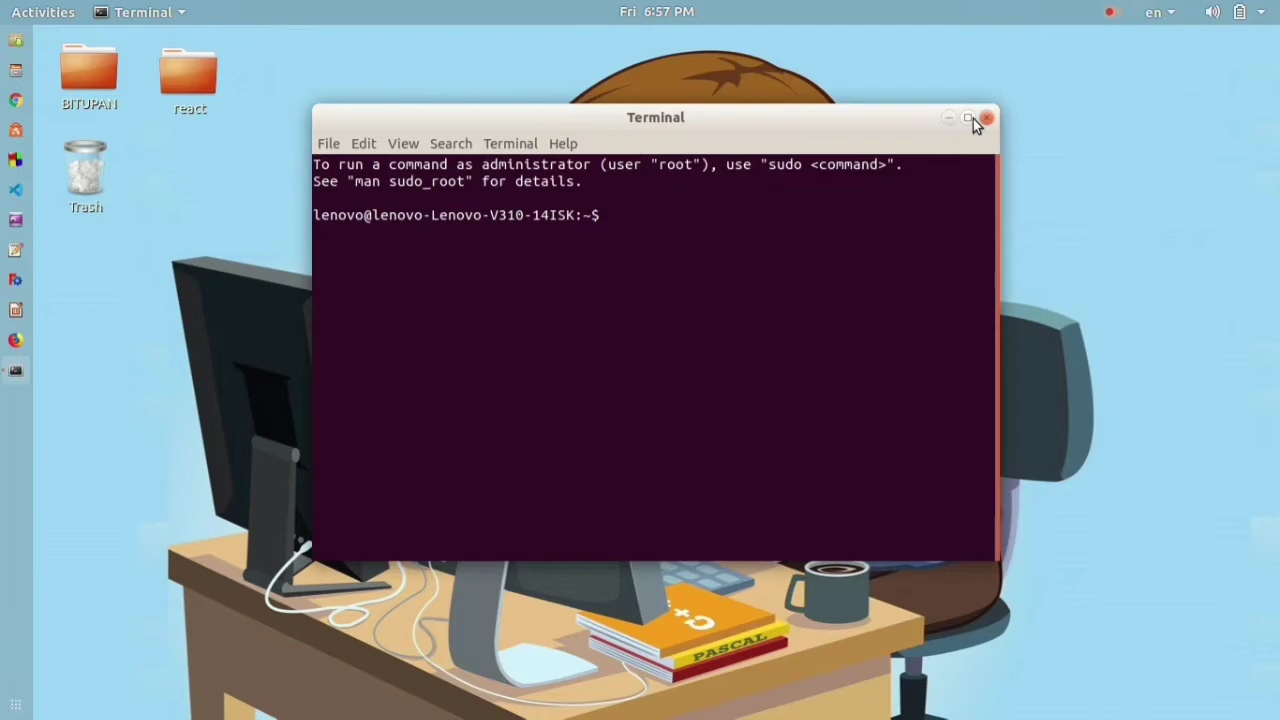 Activities Terminal Fri 6:57 PM en
BITUPAN react
Trash
Terminal
File Edit View Search Terminal Help
To run a command as administrator (user "root"), use "sudo <command>".
See "man sudo_root" for details.
lenovo@lenovo-Lenovo-V310-14ISK:~$
C++
PASCAL